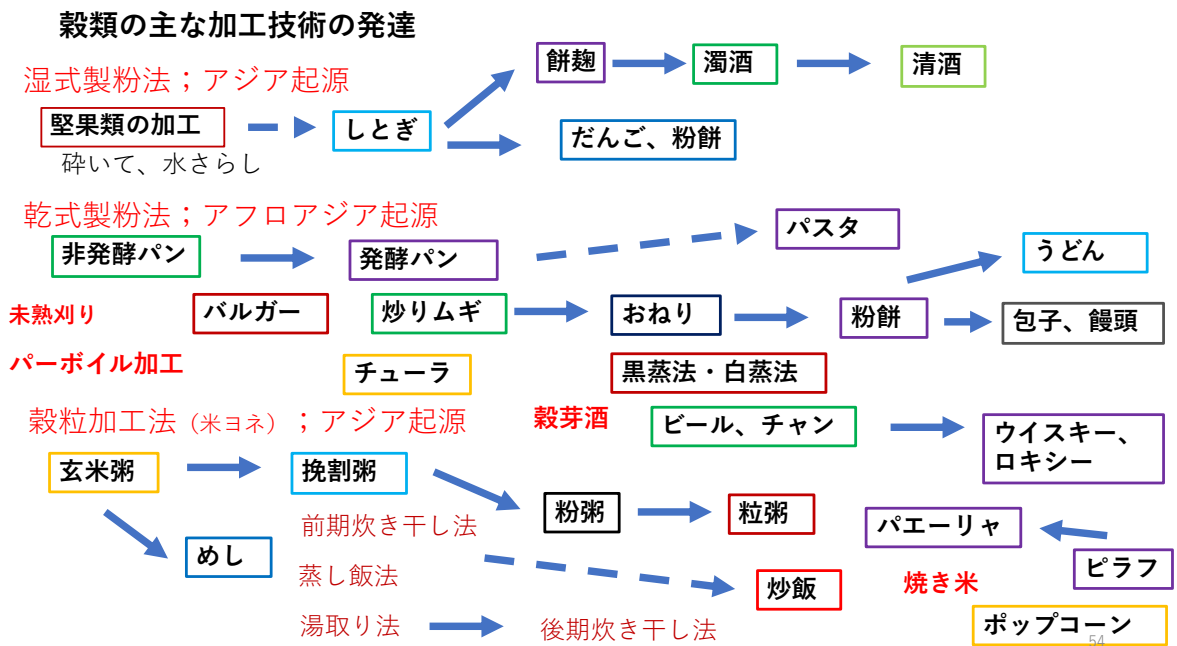 穀類の主な加工技術の発達
湿式製粉法；アジア起源
堅果類の加工
砕いて、水さらし
しとぎ
餅麹
濁酒
清酒
だんご、粉餅
乾式製粉法；アフロアジア起源
非発酵パン
発酵パン
パスタ
うどん
未熟刈り
バルガー
炒りムギ
おねり
粉餅
包子、饅頭
パーボイル加工
チューラ
黒蒸法・白蒸法
穀粒加工法（米ヨネ）；アジア起源
穀芽酒
ビール、チャン
ウイスキー、
ロキシー
玄米粥
挽割粥
粉粥
粒粥
パエーリャ
ピラフ
前期炊き干し法
めし
蒸し飯法
炒飯
焼き米
湯取り法
後期炊き干し法
ポップコーン
54